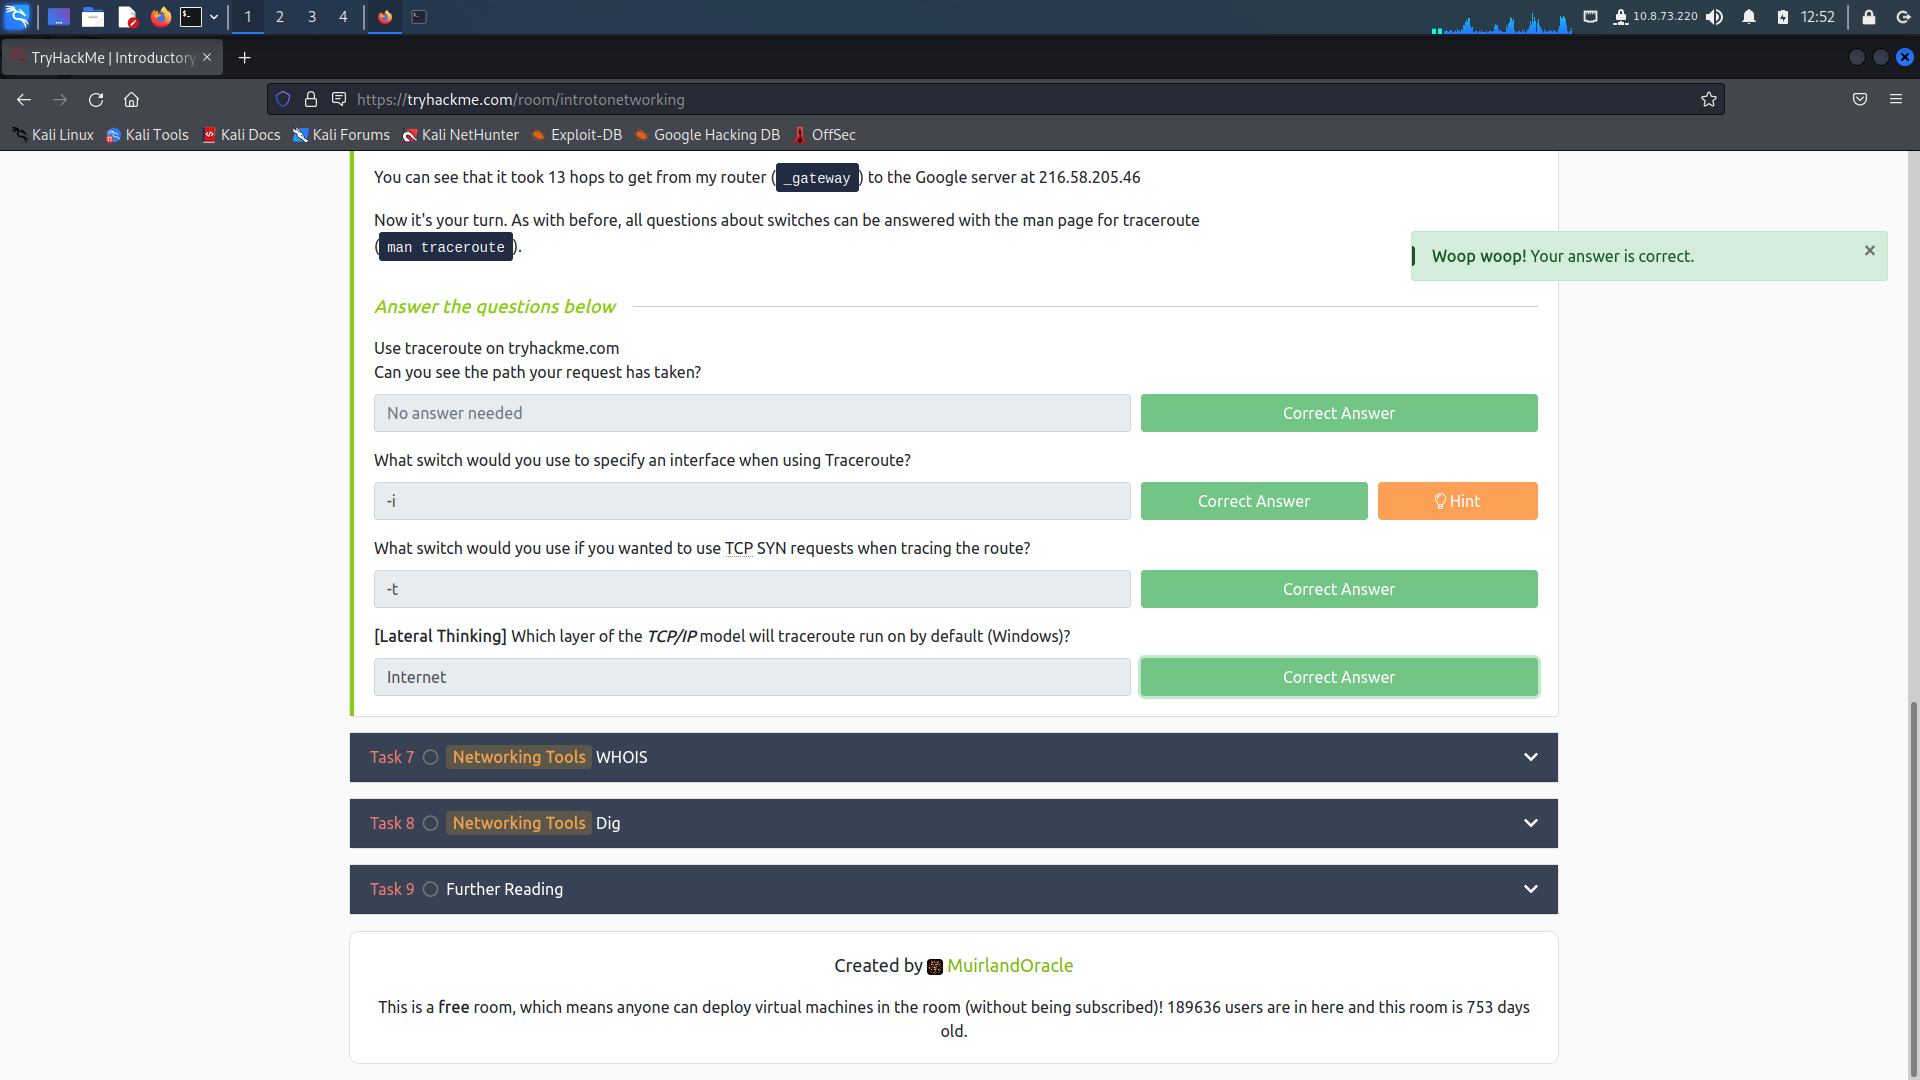 1 2 3 4
10.8.73.220 12:52
TryHackMe | Introductory
https://tryhackme.com/room/introtonetworking
Kali Linux Kali Tools Kali Docs Kali Forums Kali NetHunter Exploit-DB Google Hacking DB OffSec
You can see that it took 13 hops to get from my router (_gateway) to the Google server at 216.58.205.46
Now it's your turn. As with before, all questions about switches can be answered with the man page for traceroute
(man traceroute).
Woop woop! Your answer is correct. ×
Answer the questions below
Use traceroute on tryhackme.com
Can you see the path your request has taken?
No answer needed Correct Answer
What switch would you use to specify an interface when using Traceroute?
-i Correct Answer Hint
What switch would you use if you wanted to use TCP SYN requests when tracing the route?
-t Correct Answer
[Lateral Thinking] Which layer of the TCP/IP model will traceroute run on by default (Windows)?
Internet Correct Answer
Task 7 Networking Tools WHOIS
Task 8 Networking Tools Dig
Task 9 Further Reading
Created by MuirlandOracle
This is a free room, which means anyone can deploy virtual machines in the room (without being subscribed)! 189636 users are in here and this room is 753 days
old.